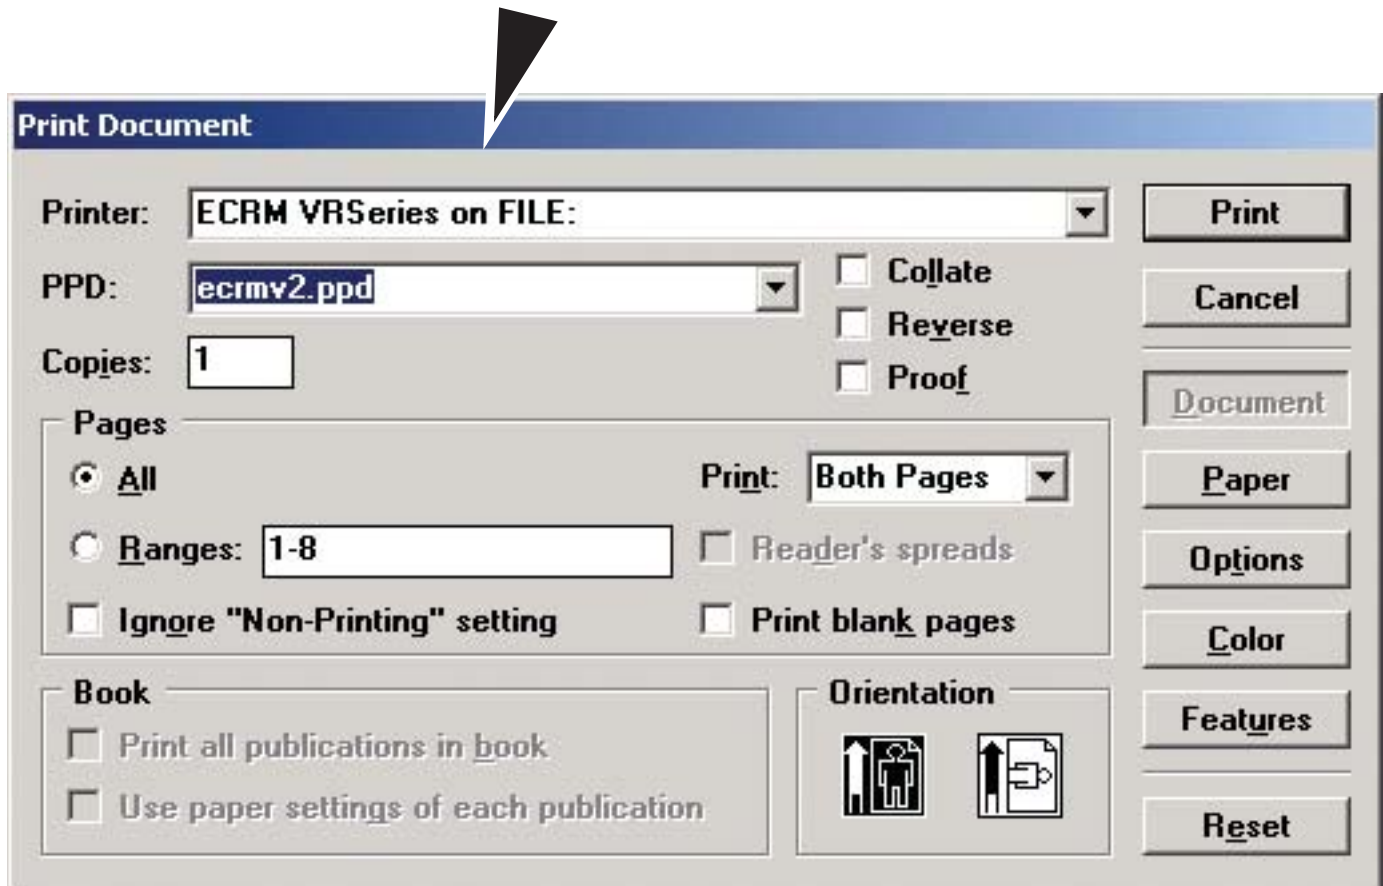 Print Document
Printer: ECRM VRSeries on FILE: Print
PPD: ecrmv2.ppd Collate Cancel
Reverse
Copies: 1 Proof
Document
Pages
All Print: Both Pages Paper
Ranges: 1-8 Reader's spreads Options
Ignore "Non-Printing" setting Print blank pages Color
Book Orientation
Print all publications in book Features
Use paper settings of each publication Reset